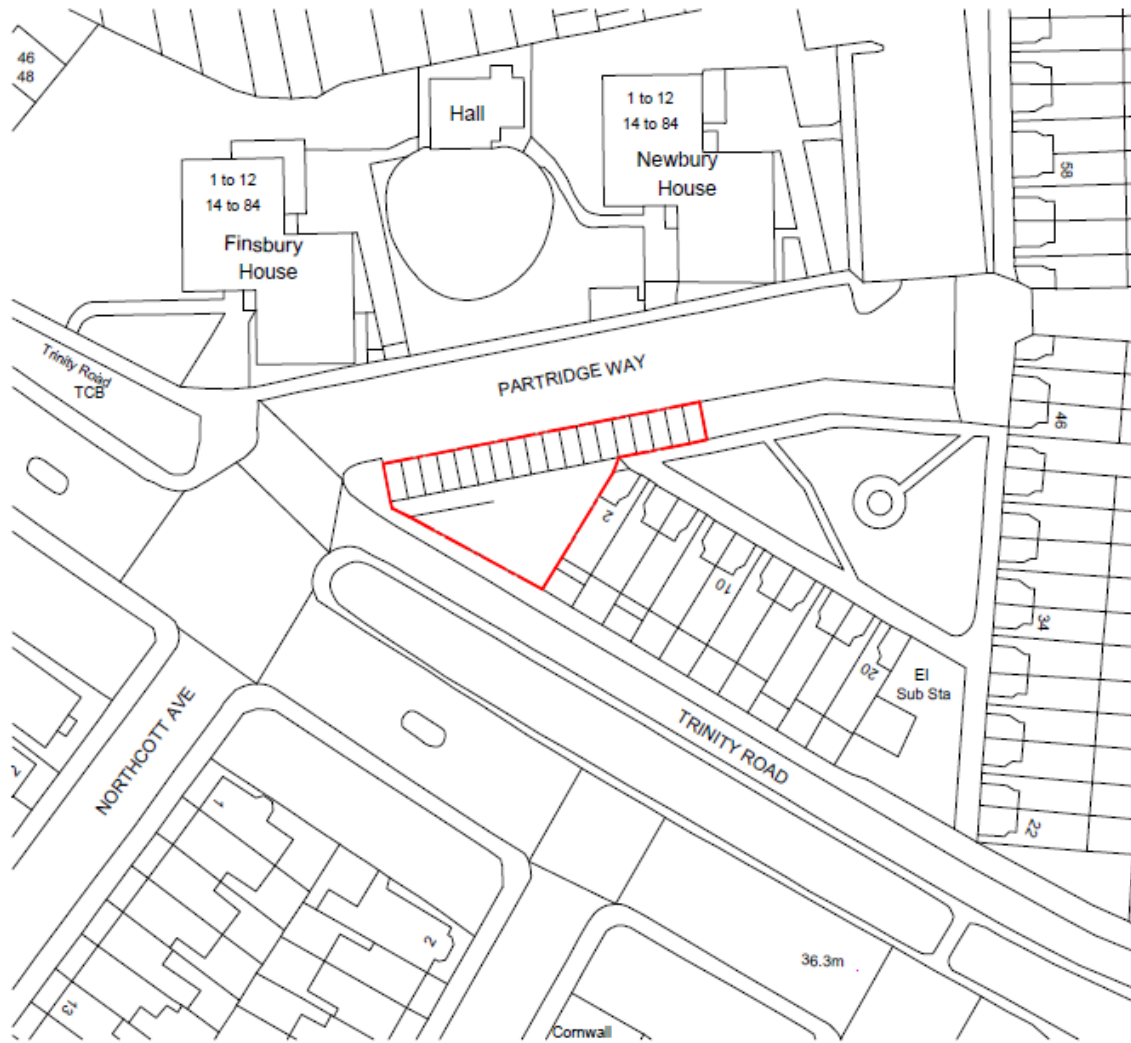 46
48
Hall
1 to 12
14 to 84
Newbury
House
58
1 to 12
14 to 84
Finsbury
House
Trinity Road
TCB
PARTRIDGE WAY
46
2
10
34
20
El
Sub Sta
TRINITY ROAD
NORTHCOTT AVE
2
1
22
2
36.3m
13
Cornwall